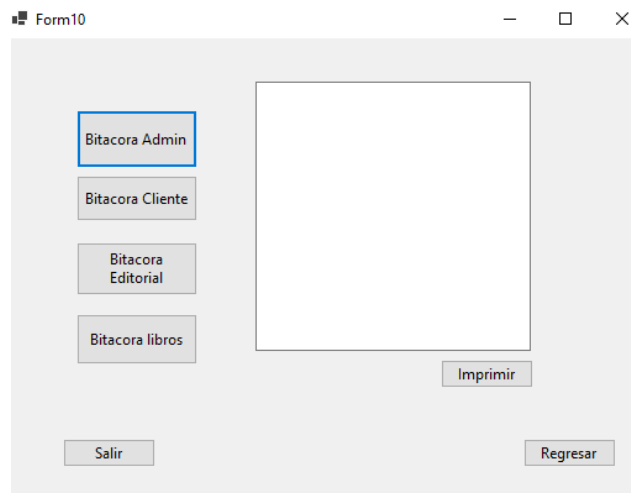 Form10
Bitacora Admin
Bitacora Cliente
Bitacora
Editorial
Bitacora libros
Imprimir
Salir
Regresar